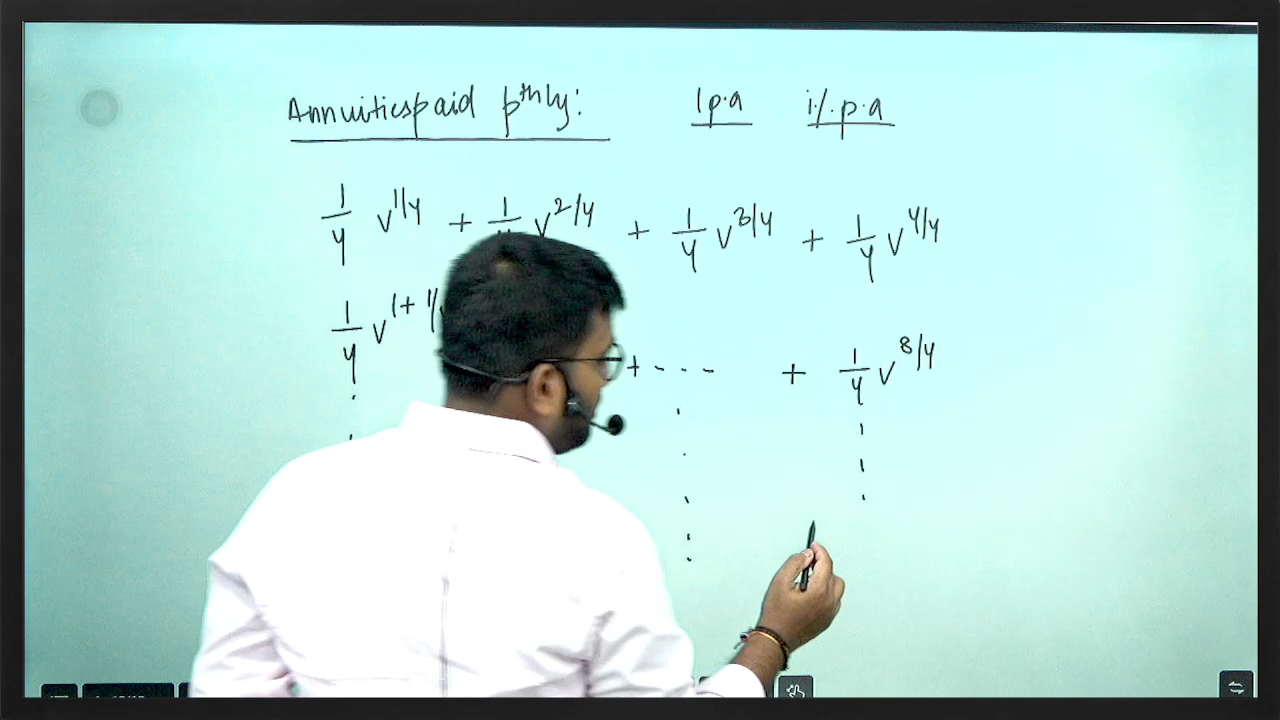 Annuities paid pthly: 1 p.a i%.p.a
1/4 v^1/4 + 1/4 v^2/4 + 1/4 v^3/4 + 1/4 v^4/4
1/4 v^1+1/ + --- + 1/4 v^8/4